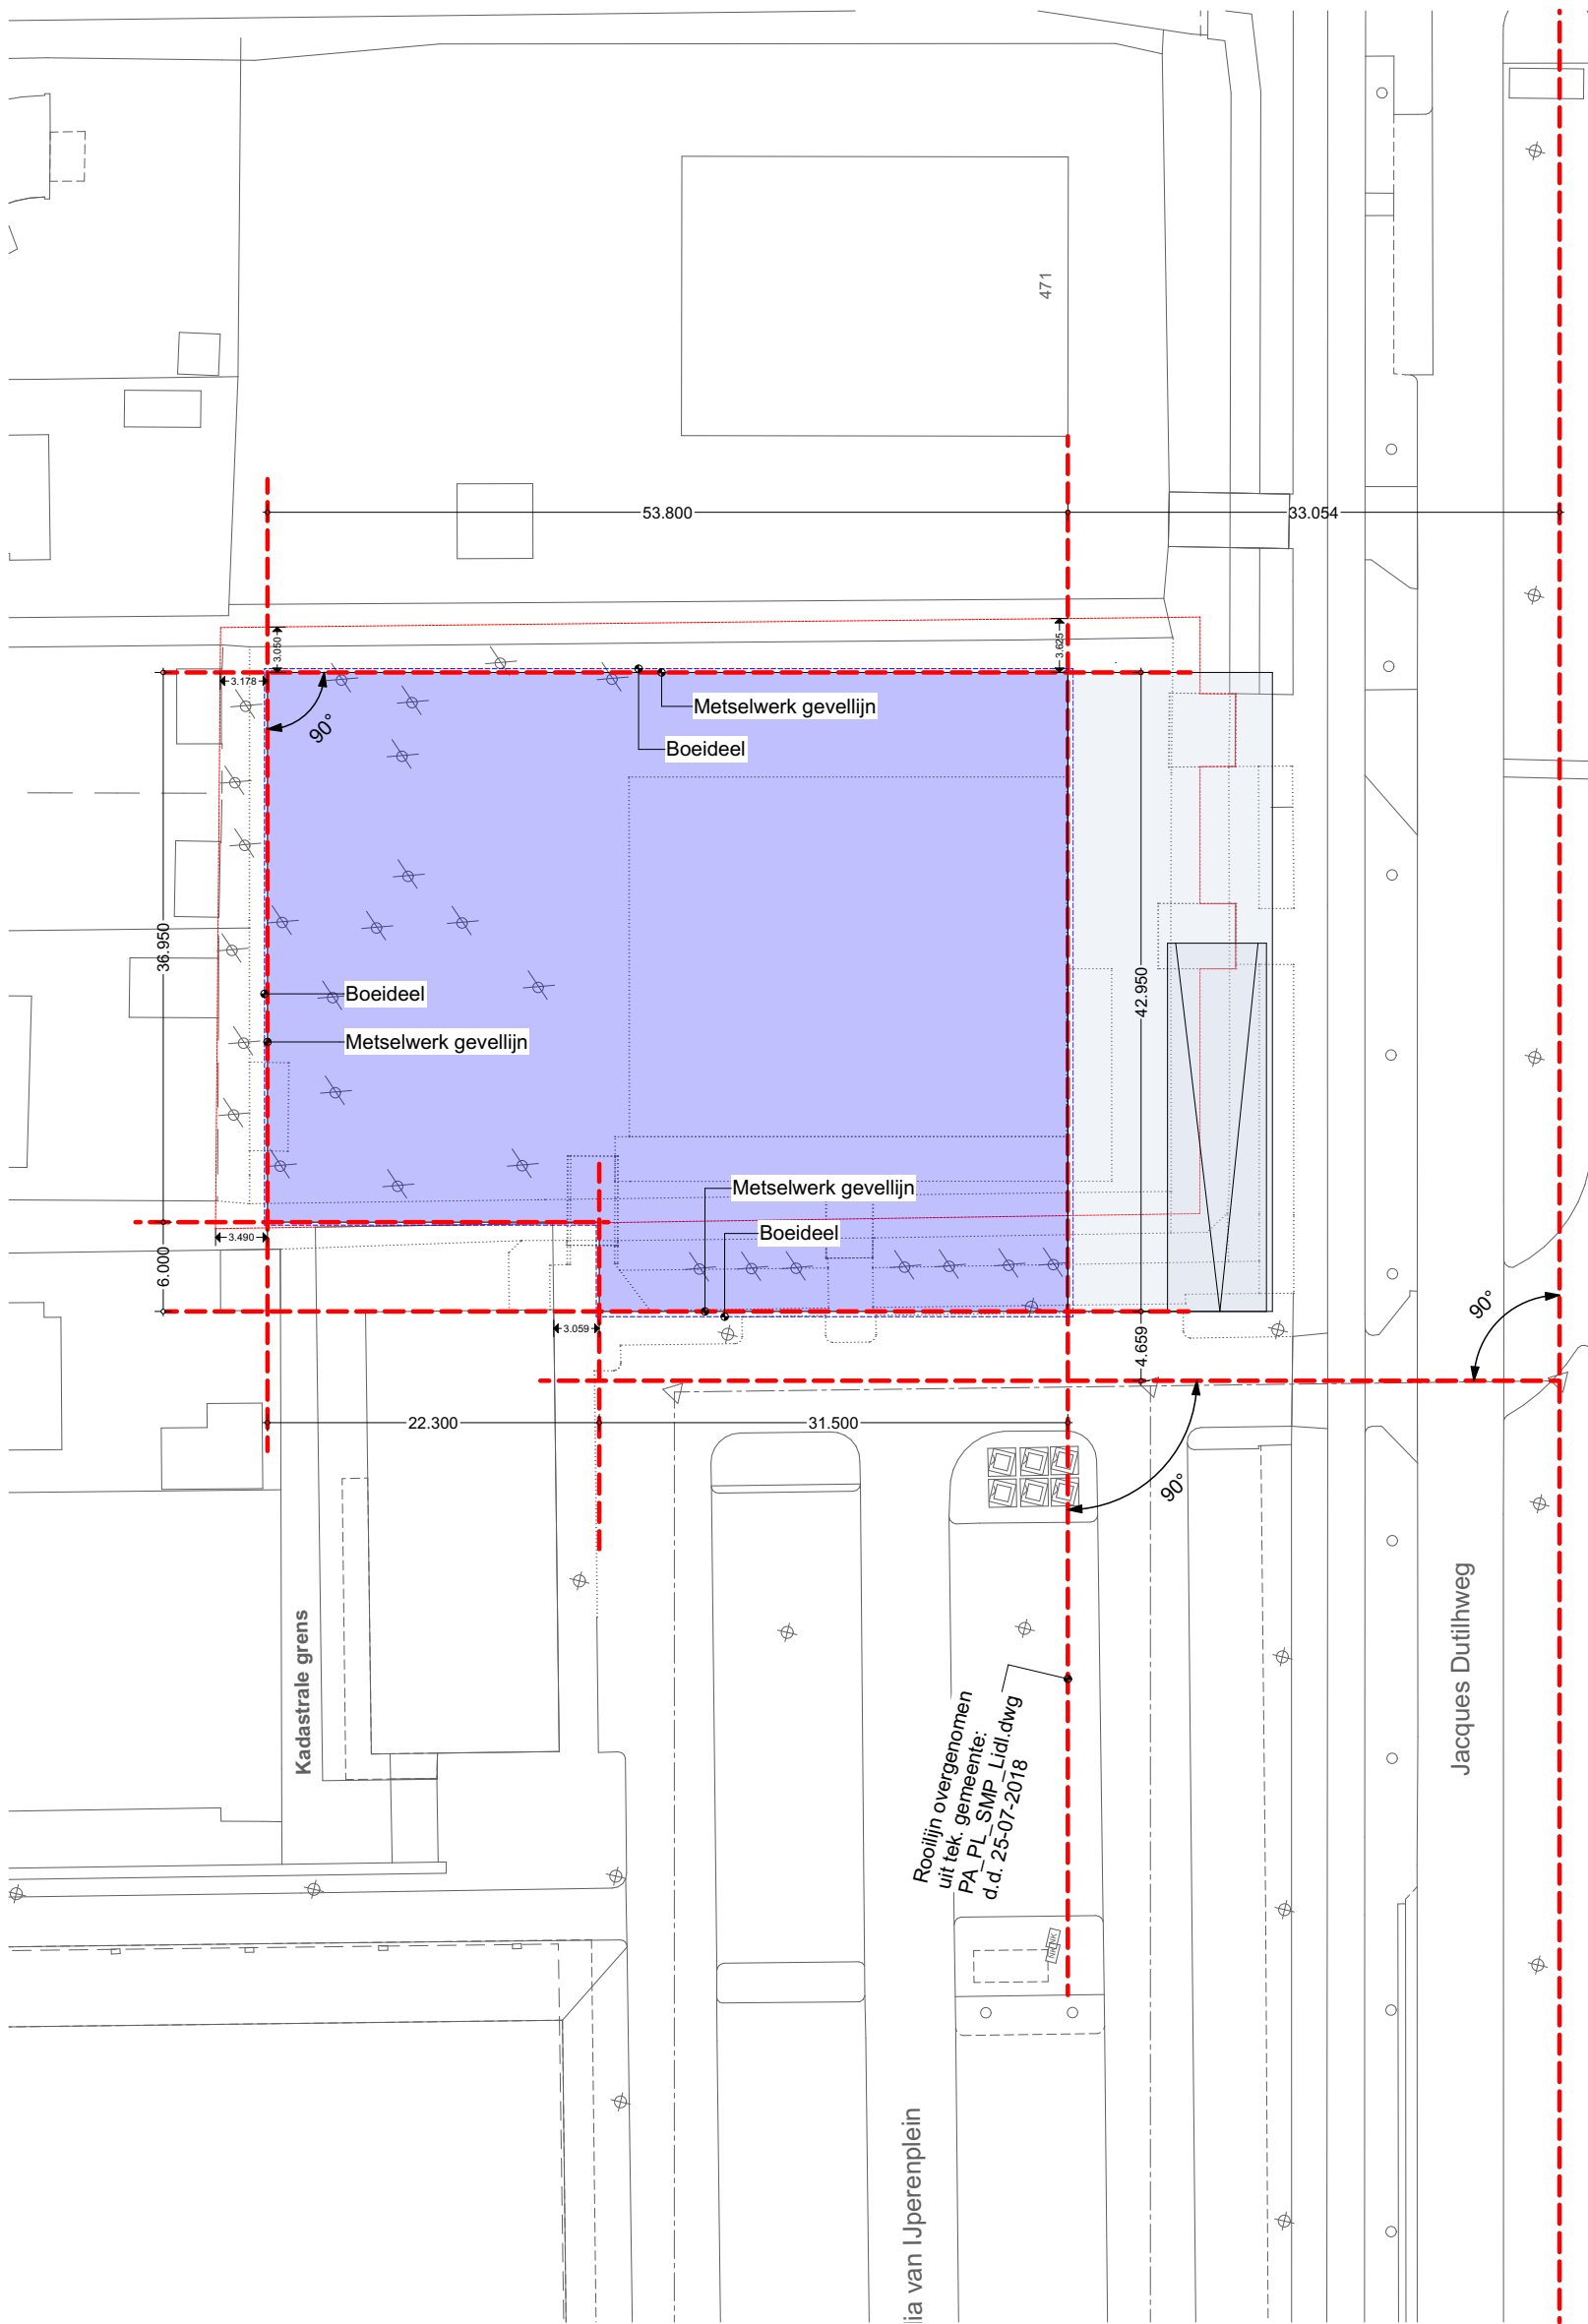 471
53.800
33.054
3.050
3.625
3.178
90°
Metselwerk gevellijn
Boeideel
36.950
42.950
Boeideel
Metselwerk gevellijn
Metselwerk gevellijn
Boeideel
3.490
6.000
3.059
4.659
90°
22.300
31.500
90°
Kadastrale grens
Jacques Dutilhweg
Rooilijn overgenomen
uit tek. gemeente:
PA_PL_SMP_Lidl.dwg
d.d. 25-07-2018
NK
NK
van IJperenplein